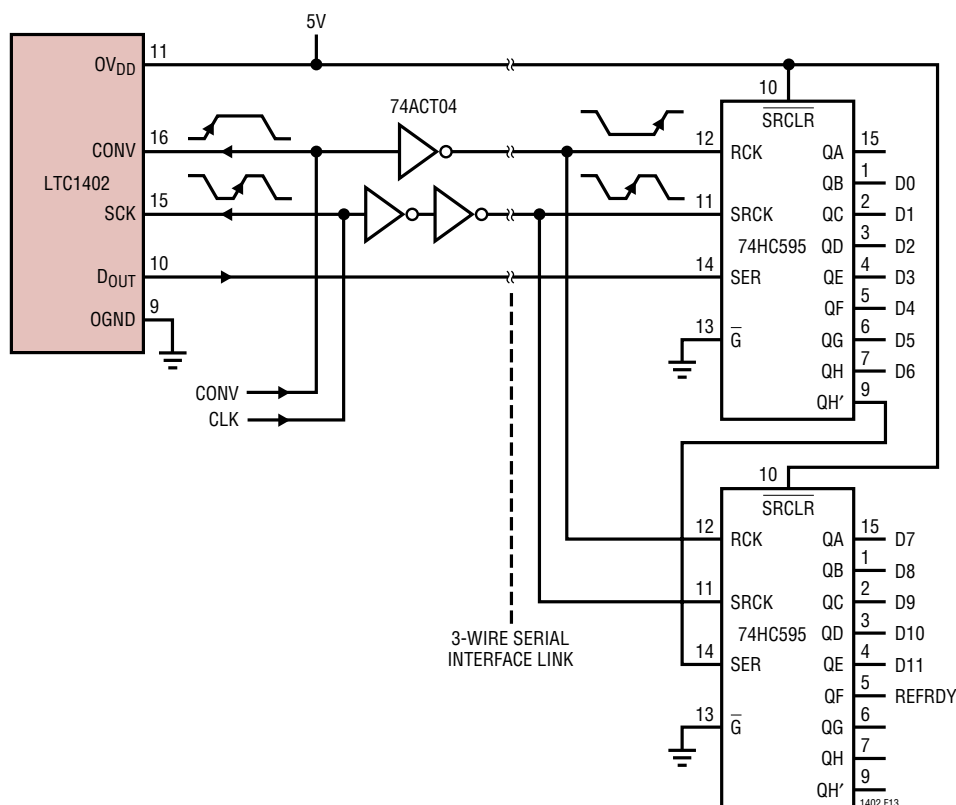 5V
11
OVDD
10
74ACT04
SRCLR
16
CONV
12
RCK
QA
15
LTC1402
QB
1
D0
15
SCK
11
SRCK
QC
2
D1
74HC595
QD
3
D2
10
DOUT
14
SER
QE
4
D3
9
OGND
QF
5
D4
13
G
QG
6
D5
QH
7
D6
CONV
QH′
9
CLK
10
SRCLR
12
RCK
QA
15
D7
QB
1
D8
11
SRCK
QC
2
D9
3-WIRE SERIAL
INTERFACE LINK
74HC595
QD
3
D10
14
SER
QE
4
D11
QF
5
REFRDY
13
G
QG
6
QH
7
QH′
9
1402 F13